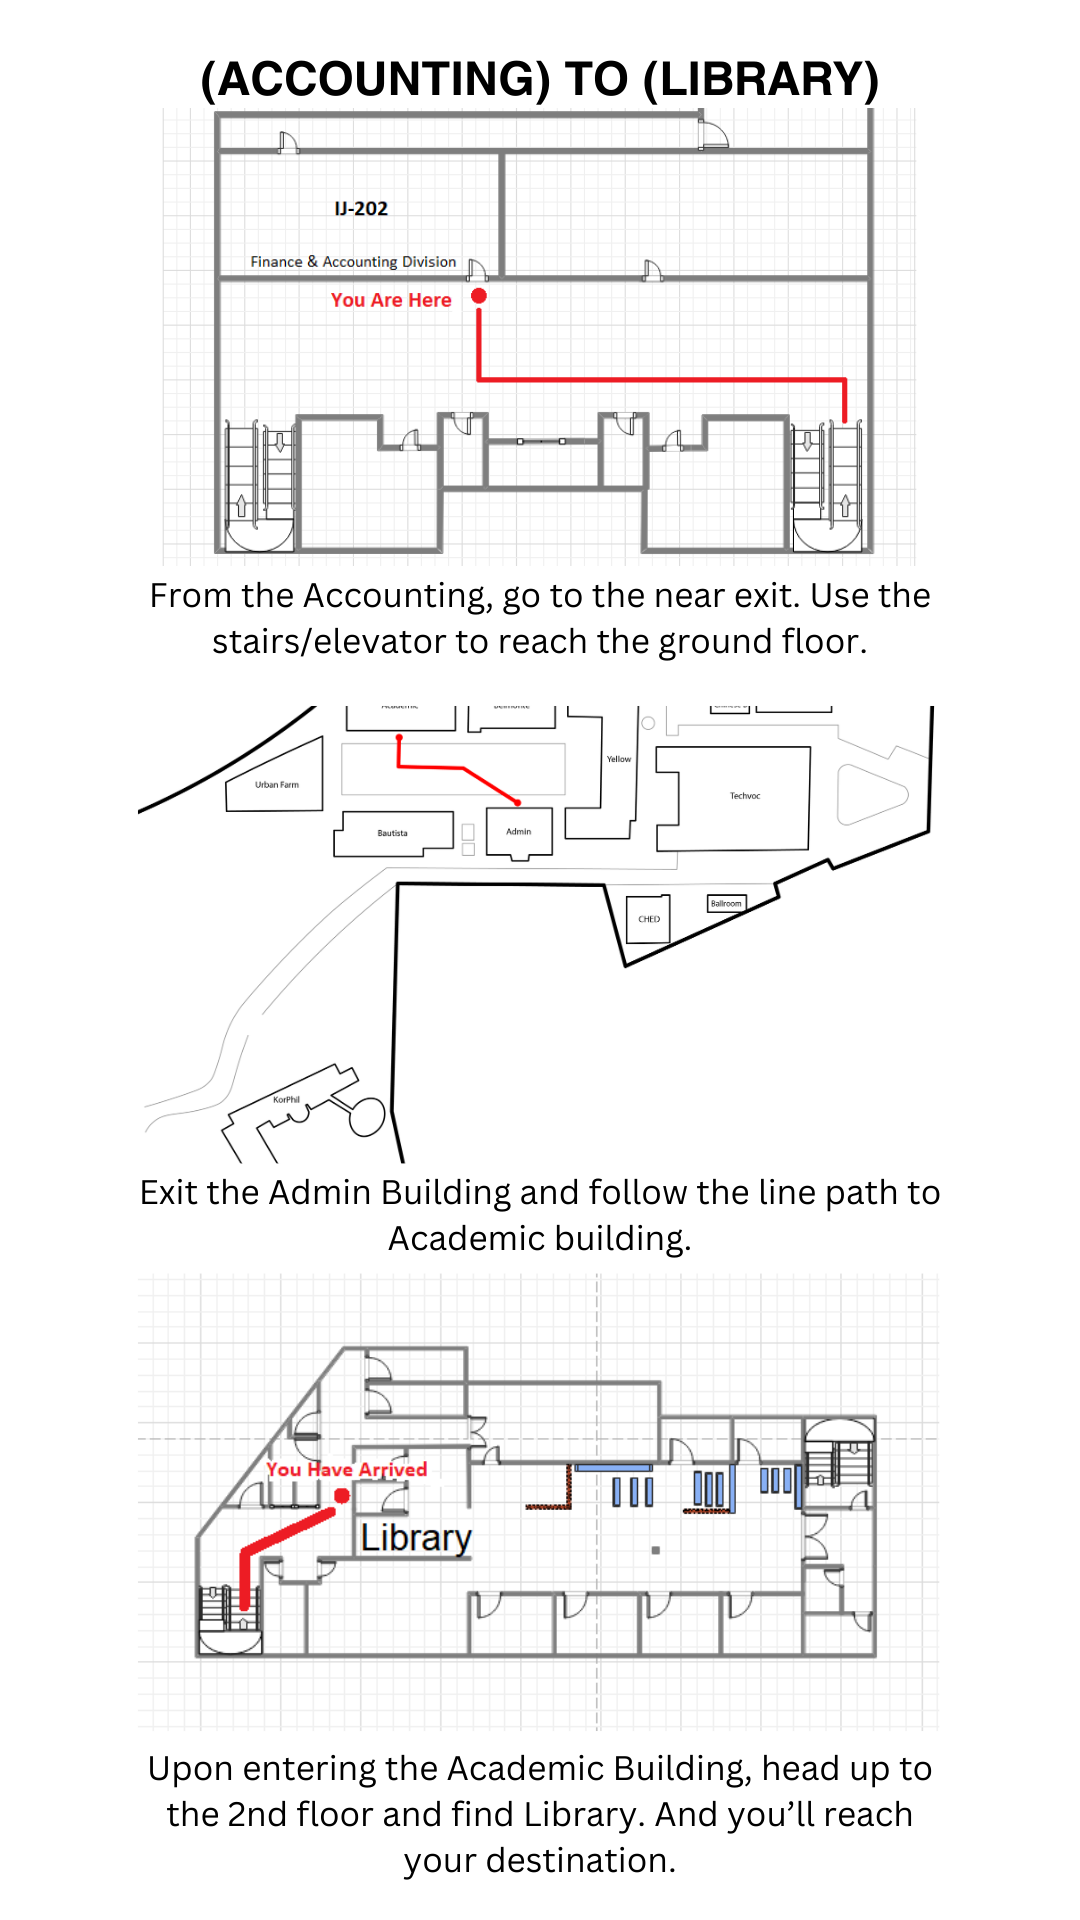 (ACCOUNTING) TO (LIBRARY)
IJ-202
Finance & Accounting Division
You Are Here
From the Accounting, go to the near exit. Use the
stairs/elevator to reach the ground floor.
Yellow
Urban Farm
Techvoc
Bautista
Admin
Ballroom
CHED
KorPhil
Exit the Admin Building and follow the line path to
Academic building.
You Have Arrived
Library
Upon entering the Academic Building, head up to
the 2nd floor and find Library. And you’ll reach
your destination.